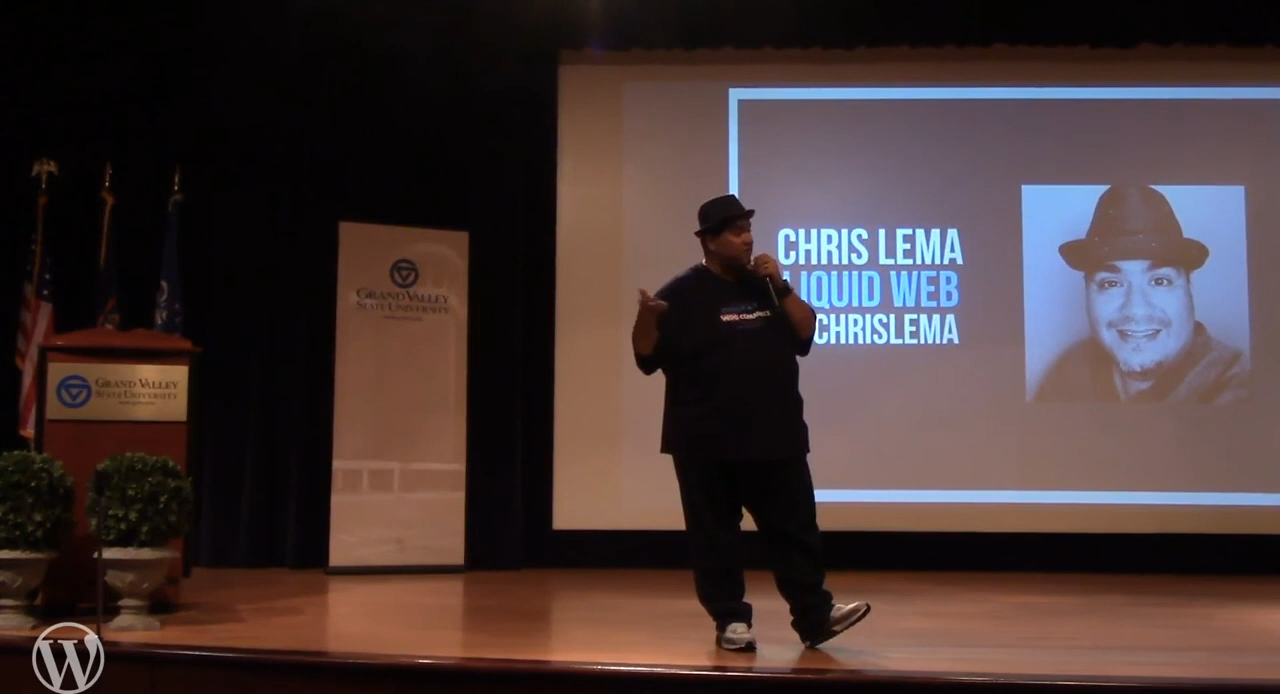 GRAND VALLEY
STATE UNIVERSITY
GRAND VALLEY
STATE UNIVERSITY
CHRIS LEMA
LIQUID WEB
CHRISLEMA